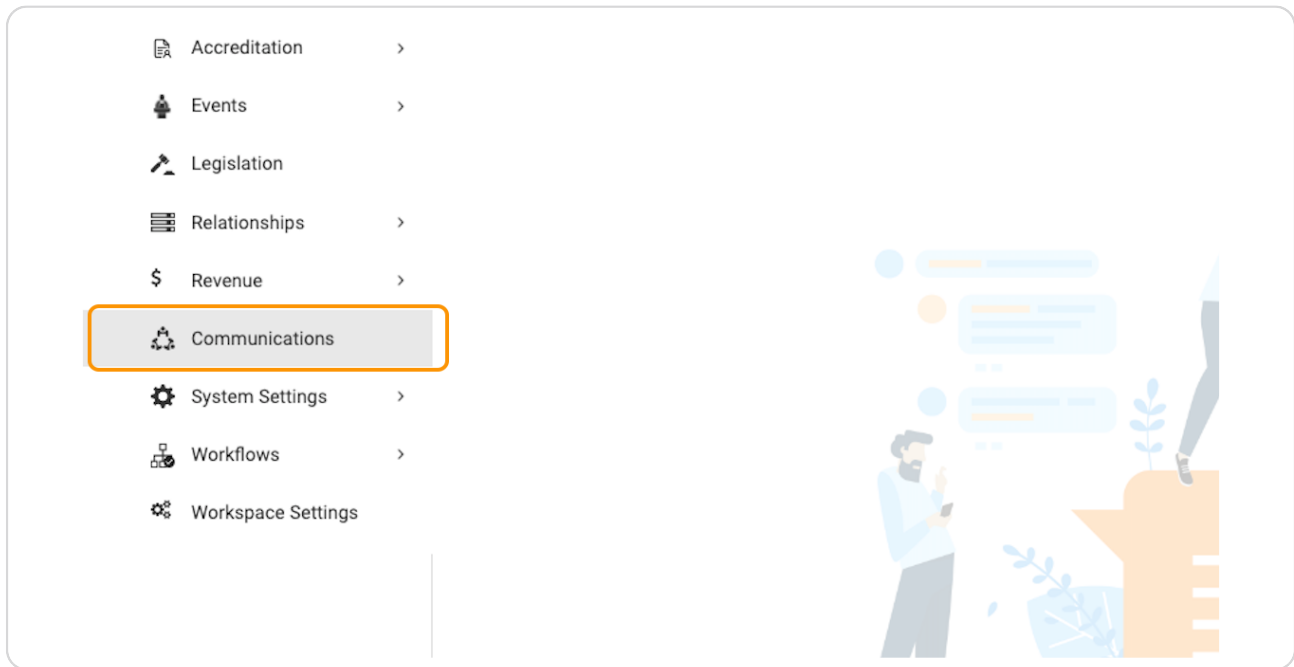 Accreditation
Events
Legislation
Relationships
$ Revenue
Communications
System Settings
Workflows
Workspace Settings